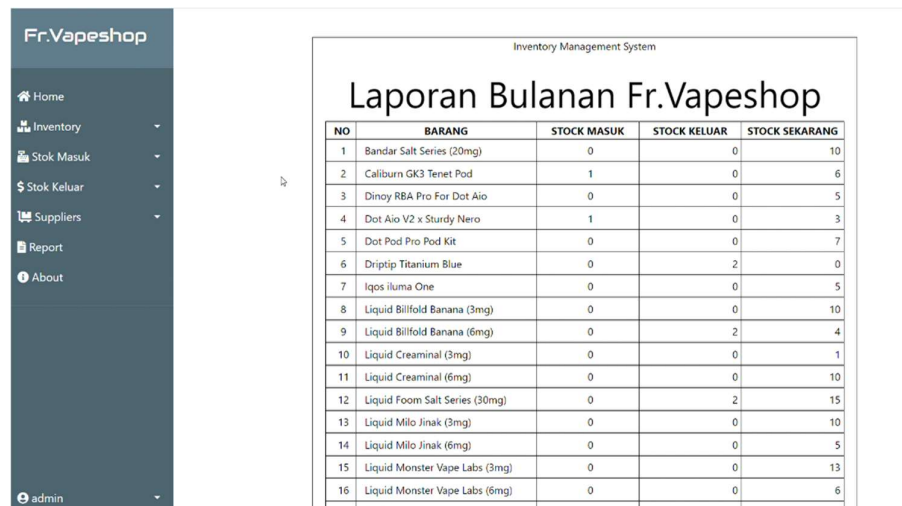 Fr.Vapeshop
Home
Inventory
Stok Masuk
Stok Keluar
Suppliers
Report
About
admin
Inventory Management System
Laporan Bulanan Fr.Vapeshop
NO BARANG STOCK MASUK STOCK KELUAR STOCK SEKARANG
1 Bandar Salt Series (20mg) 0 0 10
2 Caliburn GK3 Tenet Pod 1 0 6
3 Dinoy RBA Pro For Dot Aio 0 0 5
4 Dot Aio V2 x Sturdy Nero 1 0 3
5 Dot Pod Pro Pod Kit 0 0 7
6 Driptip Titanium Blue 0 2 0
7 Iqos iluma One 0 0 5
8 Liquid Billfold Banana (3mg) 0 0 10
9 Liquid Billfold Banana (6mg) 0 2 4
10 Liquid Creaminal (3mg) 0 0 1
11 Liquid Creaminal (6mg) 0 0 10
12 Liquid Foom Salt Series (30mg) 0 2 15
13 Liquid Milo Jinak (3mg) 0 0 10
14 Liquid Milo Jinak (6mg) 0 0 5
15 Liquid Monster Vape Labs (3mg) 0 0 13
16 Liquid Monster Vape Labs (6mg) 0 0 6